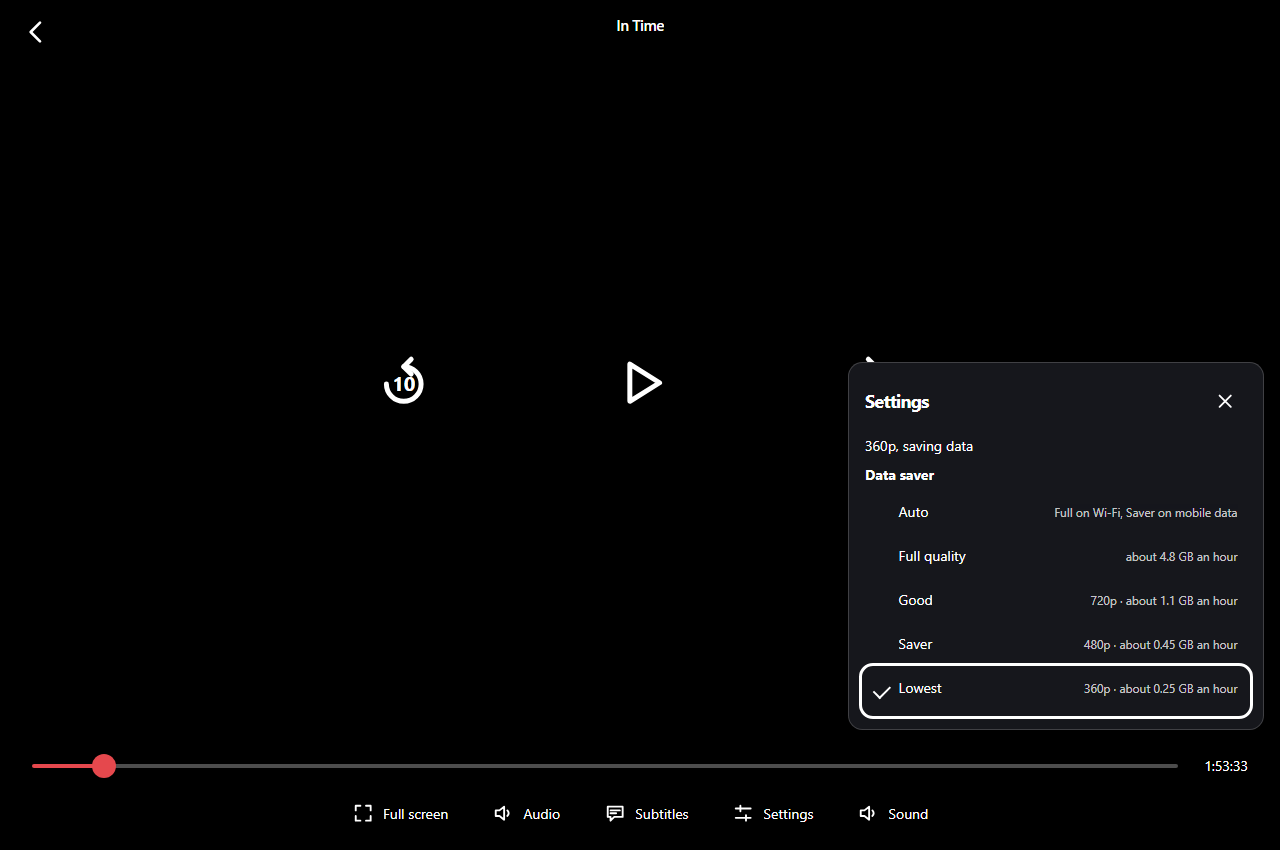 In Time
10
Settings
360p, saving data
Data saver
Auto Full on Wi-Fi, Saver on mobile data
Full quality about 4.8 GB an hour
Good 720p · about 1.1 GB an hour
Saver 480p · about 0.45 GB an hour
Lowest 360p · about 0.25 GB an hour
1:53:33
Full screen Audio Subtitles Settings Sound